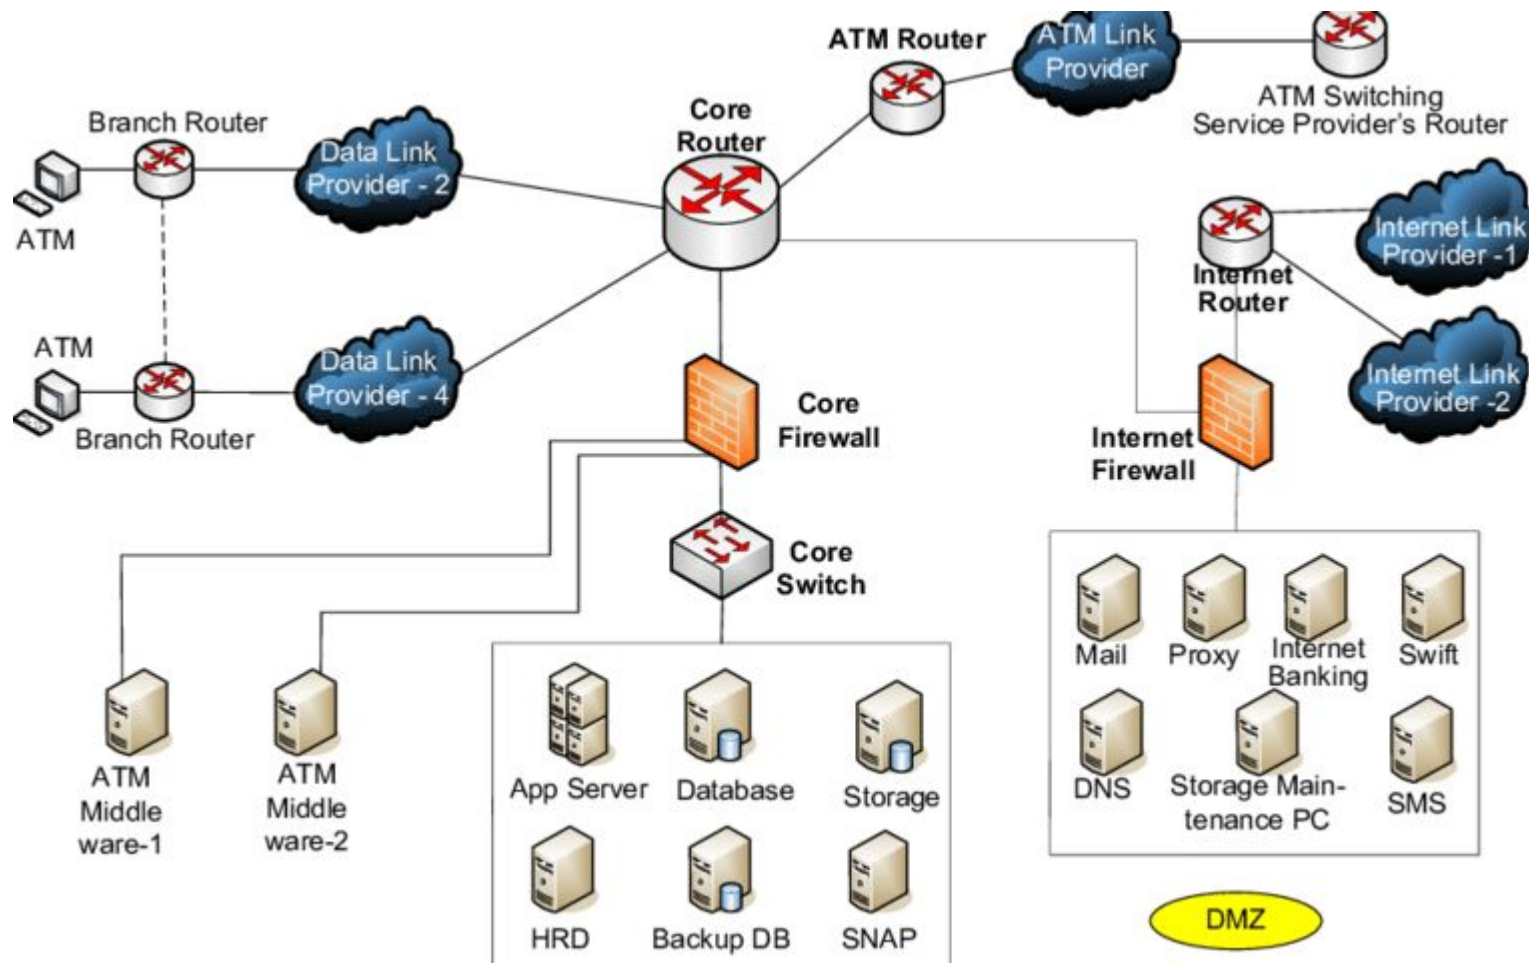 ATM Router
ATM Link
Provider
ATM Switching
Service Provider's Router
Core
Router
Branch Router
Data Link
Provider - 2
ATM
Internet Link
Provider -1
Internet
Router
ATM
Data Link
Provider - 4
Branch Router
Internet Link
Provider -2
Core
Firewall
Internet
Firewall
Core
Switch
Mail
Proxy
Internet
Banking
Swift
DNS
Storage Main-
tenance PC
SMS
ATM
Middle
ware-1
ATM
Middle
ware-2
App Server
Database
Storage
HRD
Backup DB
SNAP
DMZ